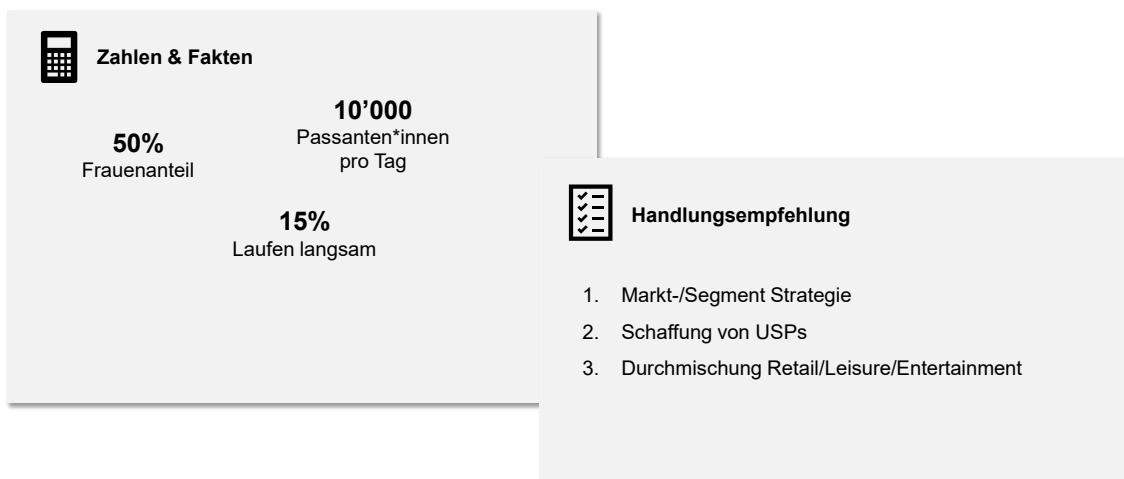 Zahlen & Fakten
10’000
Passanten*innen
pro Tag
50%
Frauenanteil
15%
Laufen langsam
Handlungsempfehlung
1. Markt-/Segment Strategie
2. Schaffung von USPs
3. Durchmischung Retail/Leisure/Entertainment